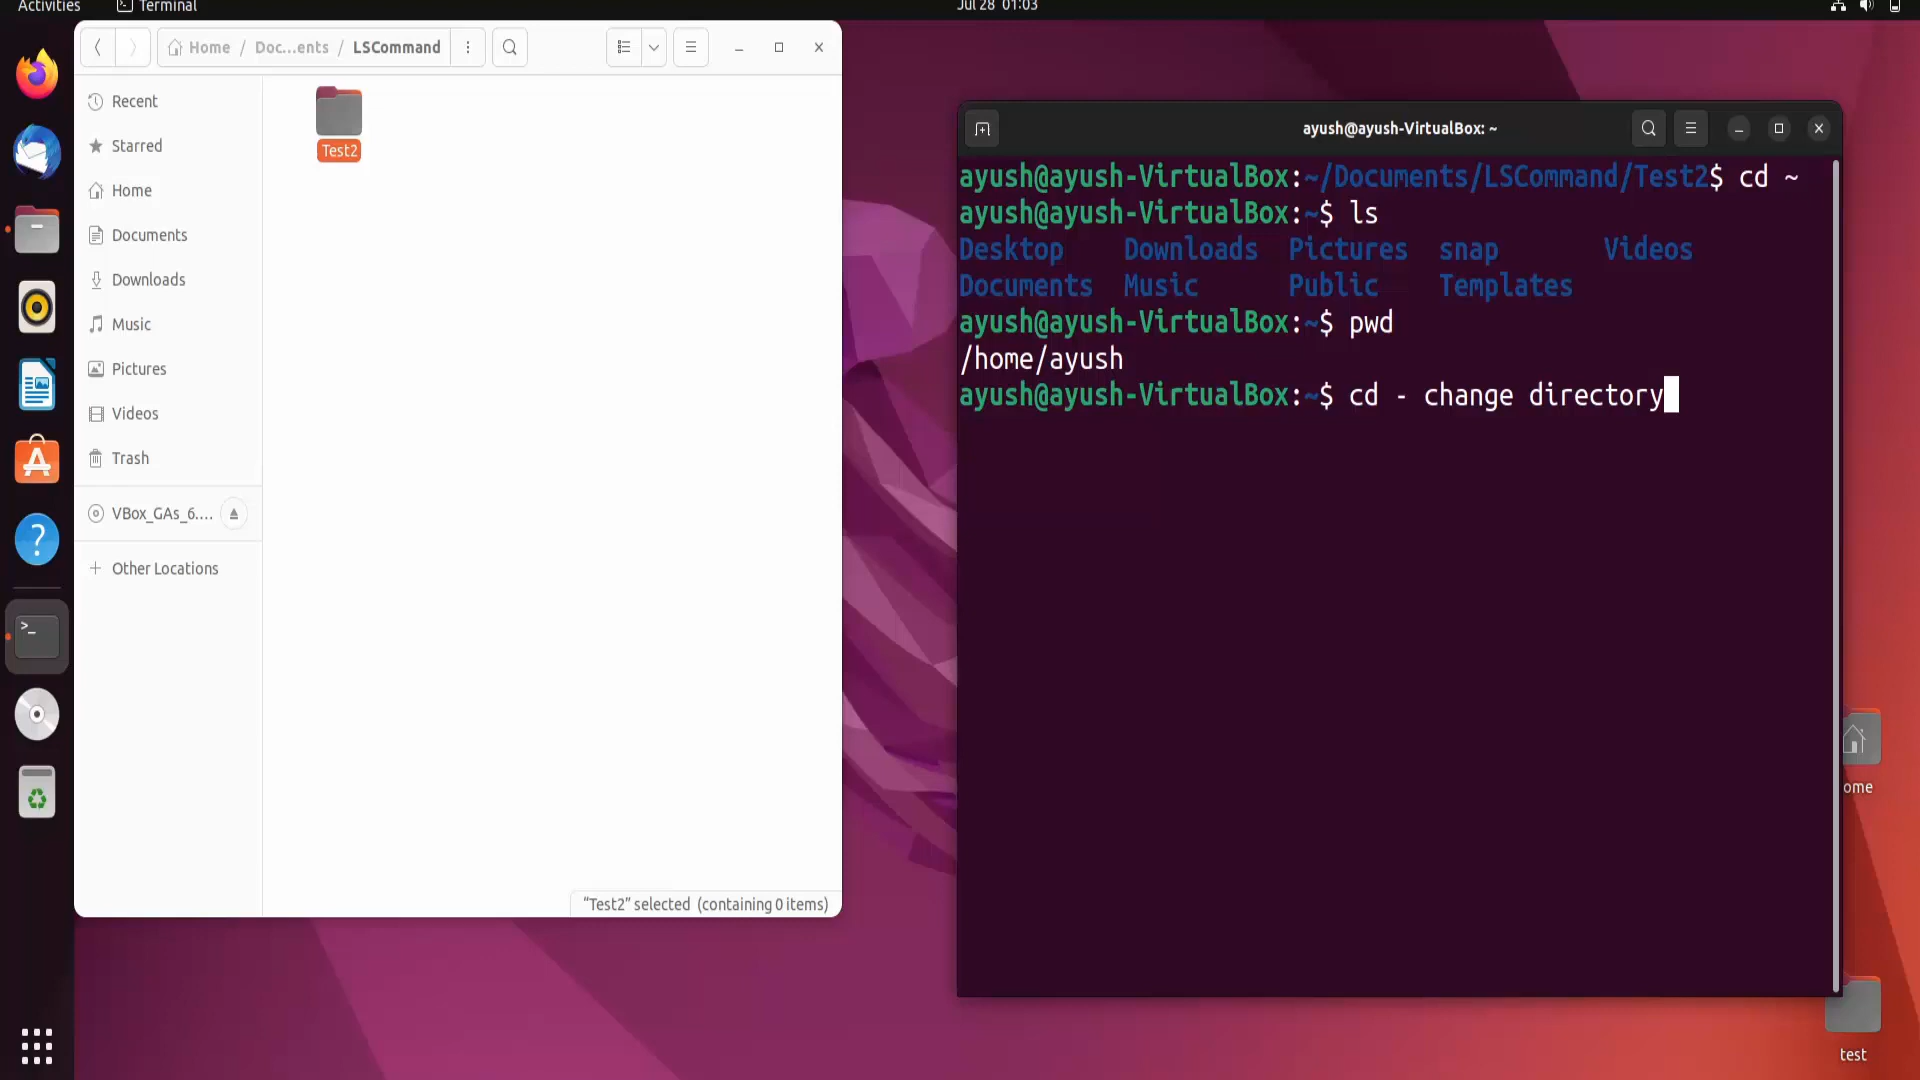 Activities
Terminal
Jul 28 01:03
Home / Doc...ents / LSCommand
Recent
Starred
Home
Documents
Downloads
Music
Pictures
Videos
Trash
VBox_GAs_6....
Other Locations
Test2
“Test2” selected (containing 0 items)
ayush@ayush-VirtualBox: ~
ayush@ayush-VirtualBox:~/Documents/LSCommand/Test2$ cd ~
ayush@ayush-VirtualBox:~$ ls
Desktop Downloads Pictures snap Videos
Documents Music Public Templates
ayush@ayush-VirtualBox:~$ pwd
/home/ayush
ayush@ayush-VirtualBox:~$ cd - change directory
ome
test